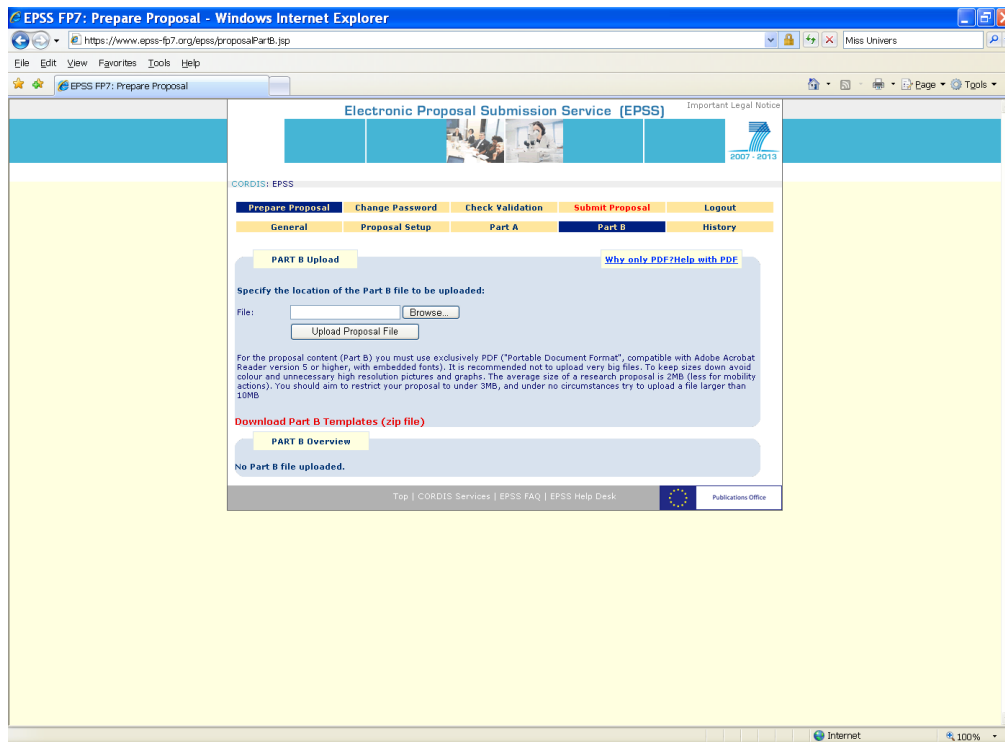 EPSS FP7: Prepare Proposal - Windows Internet Explorer
https://www.epss-fp7.org/epss/proposalPartB.jsp
Miss Univers
File Edit View Favorites Tools Help
EPSS FP7: Prepare Proposal
Page Tools
Electronic Proposal Submission Service (EPSS)
Important Legal Notice
7
2007 - 2013
CORDIS: EPSS
Prepare Proposal Change Password Check Validation Submit Proposal Logout
General Proposal Setup Part A Part B History
PART B Upload
Why only PDF?Help with PDF
Specify the location of the Part B file to be uploaded:
File: Browse...
Upload Proposal File
For the proposal content (Part B) you must use exclusively PDF ("Portable Document Format", compatible with Adobe Acrobat
Reader version 5 or higher, with embedded fonts). It is recommended not to upload very big files. To keep sizes down avoid
colour and unnecessary high resolution pictures and graphs. The average size of a research proposal is 2MB (less for mobility
actions). You should aim to restrict your proposal to under 3MB, and under no circumstances try to upload a file larger than
10MB
Download Part B Templates (zip file)
PART B Overview
No Part B file uploaded.
Top | CORDIS Services | EPSS FAQ | EPSS Help Desk
Publications Office
Internet
100%